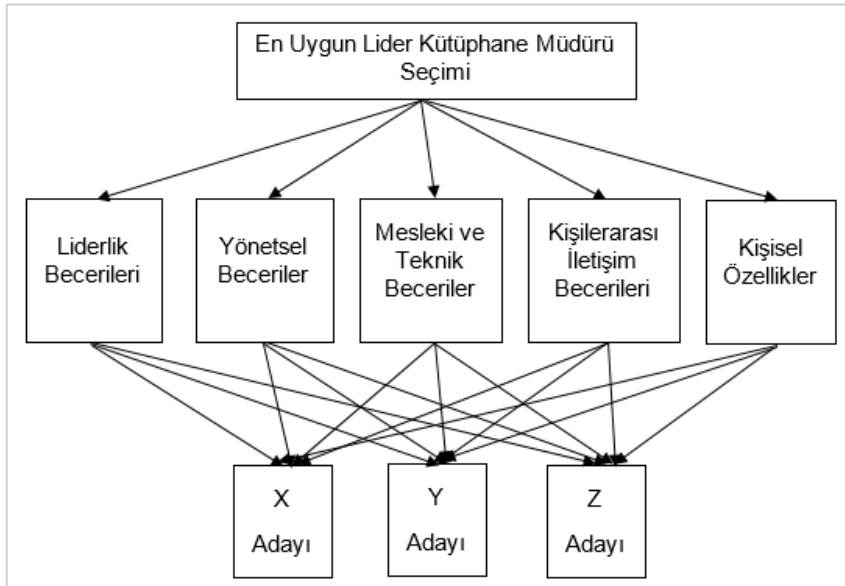 En Uygun Lider Kütüphane Müdürü
Seçimi
Liderlik
Becerileri
Yönetsel
Beceriler
Mesleki ve
Teknik
Beceriler
Kişilerarası
İletişim
Becerileri
Kişisel
Özellikler
X
Adayı
Y
Adayı
Z
Adayı